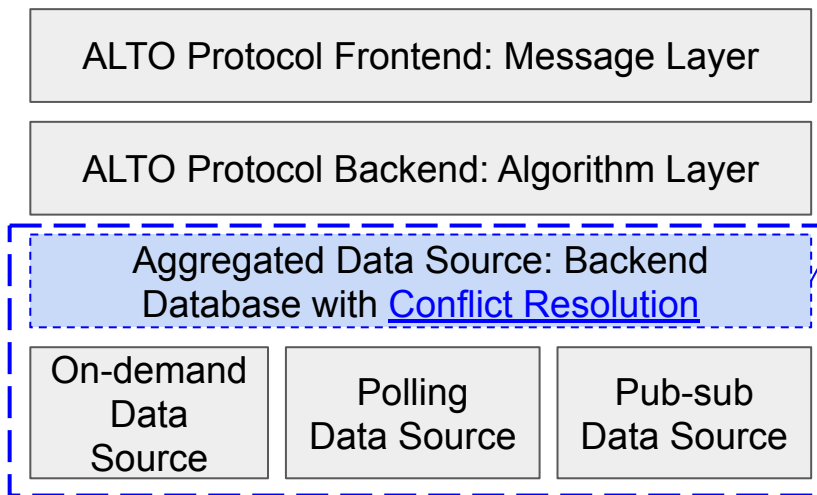 ALTO Protocol Frontend: Message Layer
ALTO Protocol Backend: Algorithm Layer
Aggregated Data Source: Backend
Database with Conflict Resolution
On-demand
Data
Source
Polling
Data Source
Pub-sub
Data Source